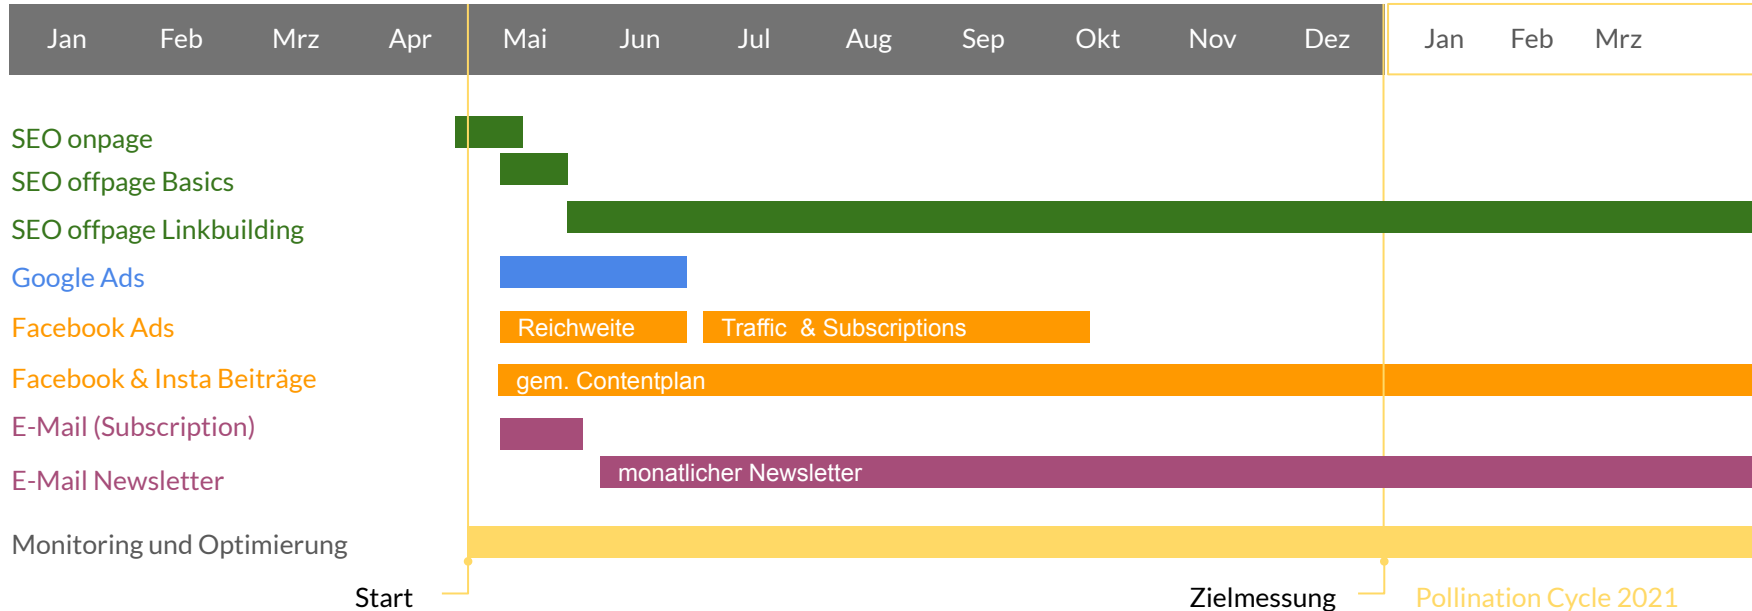 Jan Feb Mrz Apr Mai Jun Jul Aug Sep Okt Nov Dez Jan Feb Mrz
SEO onpage
SEO offpage Basics
SEO offpage Linkbuilding
Google Ads
Facebook Ads Reichweite Traffic & Subscriptions
Facebook & Insta Beiträge gem. Contentplan
E-Mail (Subscription)
E-Mail Newsletter monatlicher Newsletter
Monitoring und Optimierung
Start Zielmessung Pollination Cycle 2021